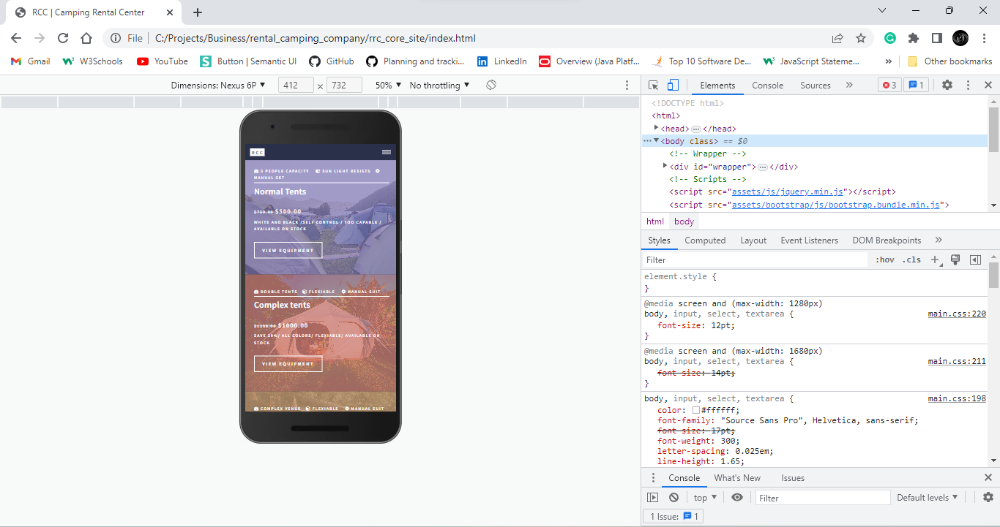 RCC | Camping Rental Center
File C:/Projects/Business/rental_camping_company/rrc_core_site/index.html
Gmail W3Schools YouTube Button | Semantic UI GitHub Planning and tracki... LinkedIn Overview (Java Platf... Top 10 Software De... JavaScript Stateme... » Other bookmarks
Dimensions: Nexus 6P ▼ 412 × 732 50% ▼ No throttling ▼
RCC
5 PEOPLE CAPACITY SUN LIGHT RESISTS
MANUAL SET
Normal Tents
$750.00 $500.00
WHITE AND BLACK /SELF CONTROL / TOO CAPABLE /
AVAILABLE ON STOCK
VIEW EQUIPMENT
DOUBLE TENTS FLEXIABLE MANUAL SUIT
Complex tents
$1200.00 $1000.00
SAVE 20%/ ALL COLORS/ FLEXIABLE/ AVAILABLE ON
STOCK
VIEW EQUIPMENT
COMPLEX VENUE FLEXIABLE MANUAL SUIT
Elements Console Sources » 3 1
<!DOCTYPE html>
<html>
<head> … </head>
<body class> == $0
<!-- Wrapper -->
<div id="wrapper"> … </div>
<!-- Scripts -->
<script src="assets/js/jquery.min.js"></script>
<script src="assets/bootstrap/js/bootstrap.bundle.min.js">
html body
Styles Computed Layout Event Listeners DOM Breakpoints »
Filter :hov .cls +
element.style {
}
@media screen and (max-width: 1280px)
body, input, select, textarea { main.css:220
font-size: 12pt;
}
@media screen and (max-width: 1680px)
body, input, select, textarea { main.css:211
font-size: 14pt;
}
body, input, select, textarea { main.css:198
color: #ffffff;
font-family: "Source Sans Pro", Helvetica, sans-serif;
font-size: 17pt;
font-weight: 300;
letter-spacing: 0.025em;
line-height: 1.65;
Console What's New Issues
top ▼ Filter Default levels ▼
1 Issue: 1